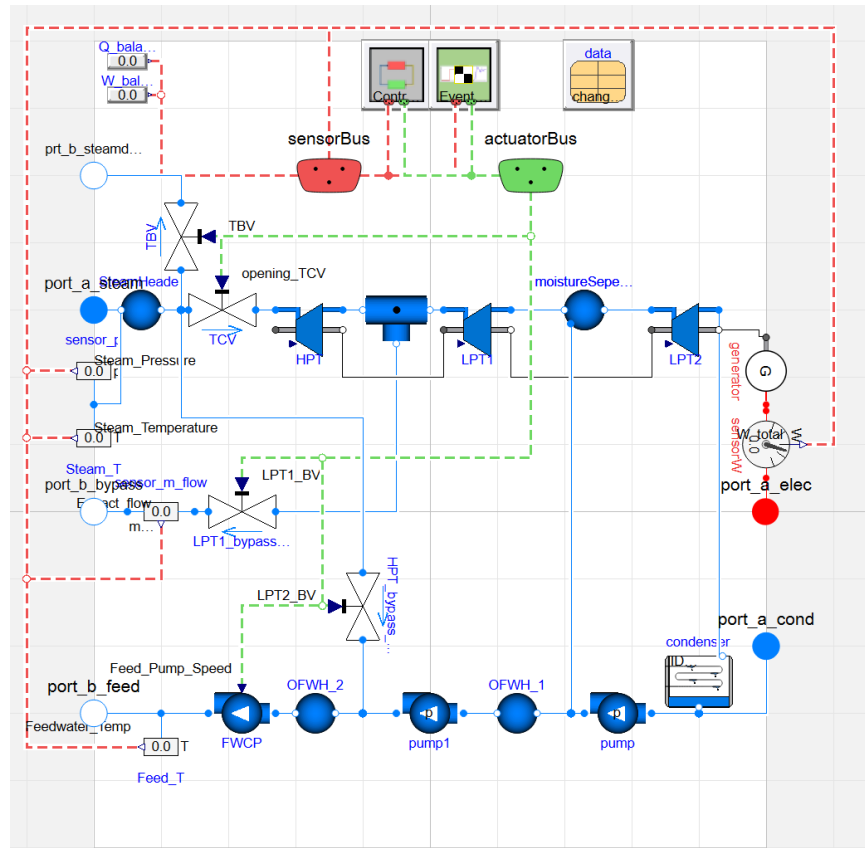 Q_bala...
0.0
W_bal...
0.0
Contr...
Event...
data
chang...
sensorBus
actuatorBus
prt_b_steamd...
TBV
TBV
opening_TCV
port_a_steam
SteamHeade
moistureSepe...
TCV
HPT
LPT1
LPT2
generator
G
sensor_p
Steam_Pressure
0.0
p
Steam_Temperature
0.0
T
W_total
W
sensorW
0.0
Steam_T
sensor_m_flow
LPT1_BV
port_b_bypass
port_a_elec
0.0
m...
LPT1_bypass...
HPT_bypass_...
LPT2_BV
port_a_cond
condenser
Feed_Pump_Speed
port_b_feed
OFWH_2
OFWH_1
p
p
Feedwater_Temp
FWCP
pump1
pump
0.0
T
Feed_T